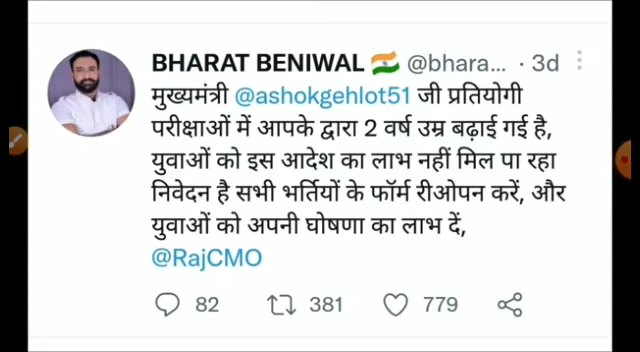 BHARAT BENIWAL 🇮🇳 @bhara... · 3d
मुख्यमंत्री @ashokgehlot51 जी प्रतियोगी
परीक्षाओं में आपके द्वारा 2 वर्ष उम्र बढ़ाई गई है,
युवाओं को इस आदेश का लाभ नहीं मिल पा रहा
निवेदन है सभी भर्तियों के फॉर्म रीओपन करें, और
युवाओं को अपनी घोषणा का लाभ दें,
@RajCMO
82 381 779